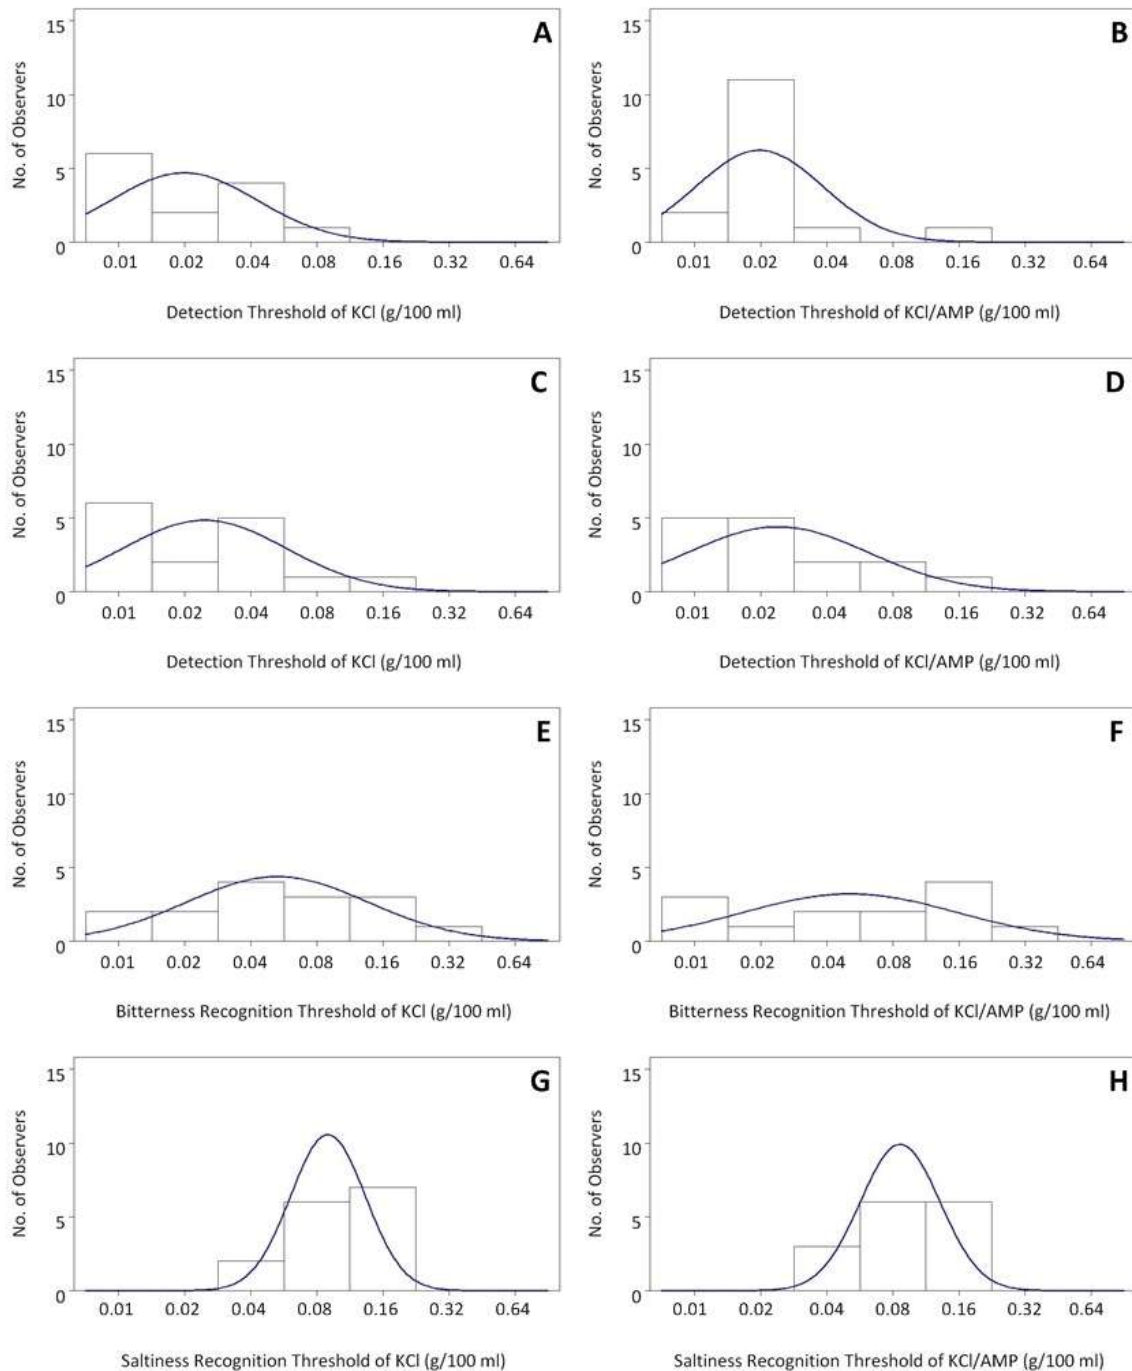 A
No. of Observers
15
10
5
0
0.01 0.02 0.04 0.08 0.16 0.32 0.64
Detection Threshold of KCl (g/100 ml)
B
No. of Observers
15
10
5
0
0.01 0.02 0.04 0.08 0.16 0.32 0.64
Detection Threshold of KCl/AMP (g/100 ml)
C
No. of Observers
15
10
5
0
0.01 0.02 0.04 0.08 0.16 0.32 0.64
Detection Threshold of KCl (g/100 ml)
D
No. of Observers
15
10
5
0
0.01 0.02 0.04 0.08 0.16 0.32 0.64
Detection Threshold of KCl/AMP (g/100 ml)
E
No. of Observers
15
10
5
0
0.01 0.02 0.04 0.08 0.16 0.32 0.64
Bitterness Recognition Threshold of KCl (g/100 ml)
F
No. of Observers
15
10
5
0
0.01 0.02 0.04 0.08 0.16 0.32 0.64
Bitterness Recognition Threshold of KCl/AMP (g/100 ml)
G
No. of Observers
15
10
5
0
0.01 0.02 0.04 0.08 0.16 0.32 0.64
Saltiness Recognition Threshold of KCl (g/100 ml)
H
No. of Observers
15
10
5
0
0.01 0.02 0.04 0.08 0.16 0.32 0.64
Saltiness Recognition Threshold of KCl/AMP (g/100 ml)